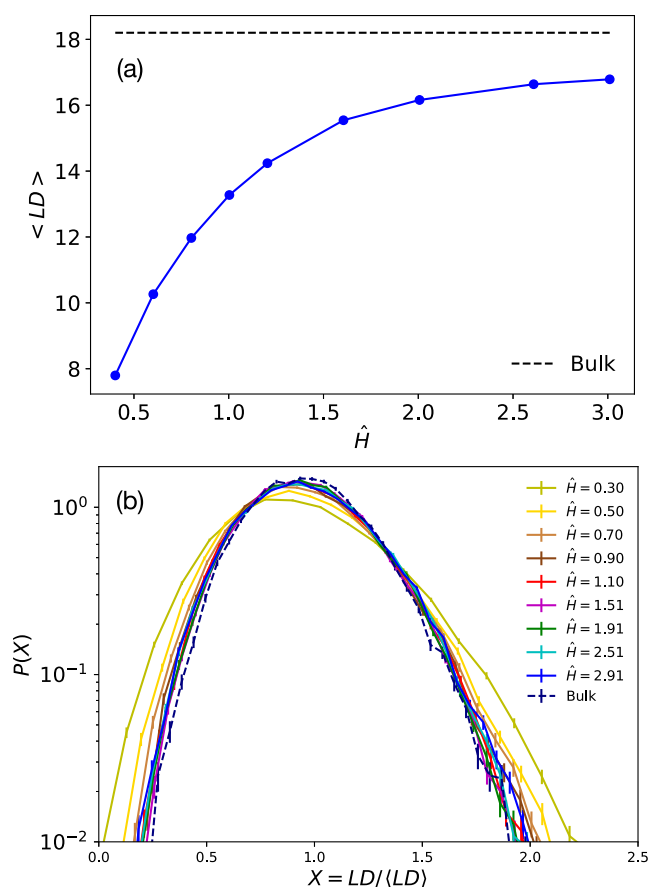 18
16
14
12
10
8
< LD >
(a)
Bulk
0.5 1.0 1.5 2.0 2.5 3.0
Ĥ
10⁰
10⁻¹
10⁻²
P(X)
(b)
Ĥ = 0.30
Ĥ = 0.50
Ĥ = 0.70
Ĥ = 0.90
Ĥ = 1.10
Ĥ = 1.51
Ĥ = 1.91
Ĥ = 2.51
Ĥ = 2.91
Bulk
0.0 0.5 1.0 1.5 2.0 2.5
X = LD/⟨LD⟩